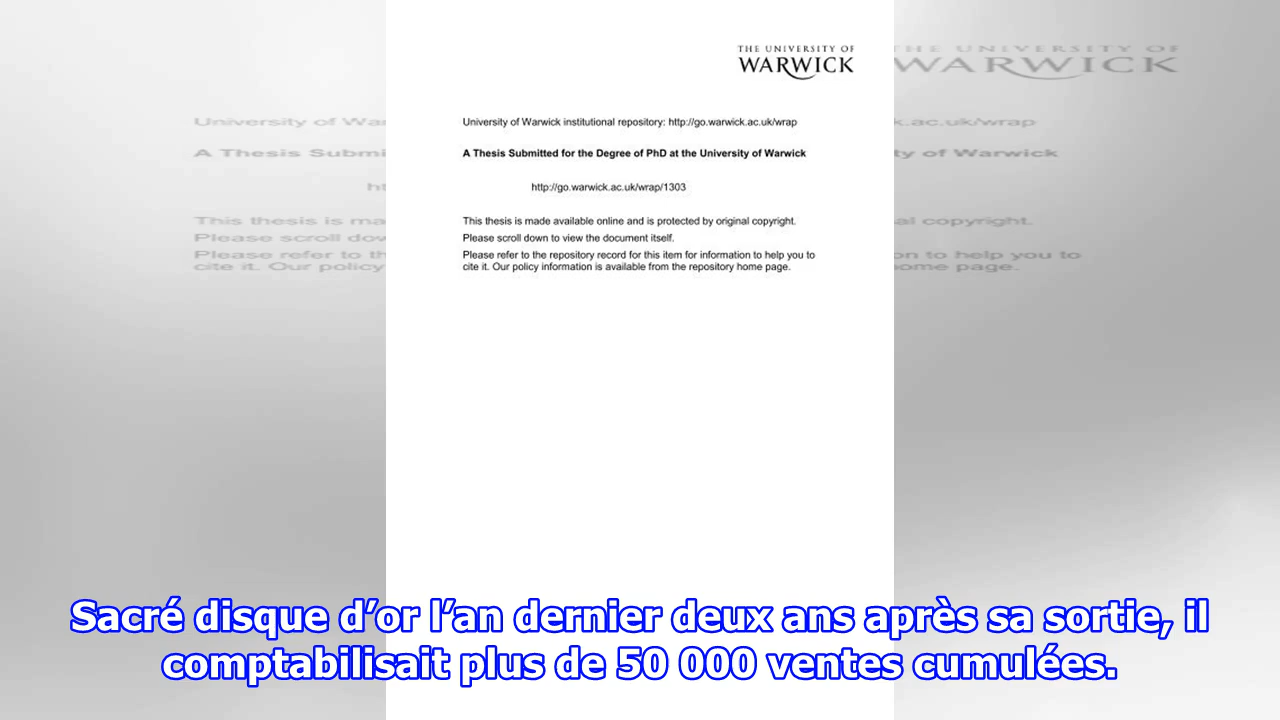 THE UNIVERSITY OF
WARWICK
University of Warwick institutional repository: http://go.warwick.ac.uk/wrap
A Thesis Submitted for the Degree of PhD at the University of Warwick
http://go.warwick.ac.uk/wrap/1303
This thesis is made available online and is protected by original copyright.
Please scroll down to view the document itself.
Please refer to the repository record for this item for information to help you to
cite it. Our policy information is available from the repository home page.
Sacré disque d’or l’an dernier deux ans après sa sortie, il
comptabilisait plus de 50 000 ventes cumulées.